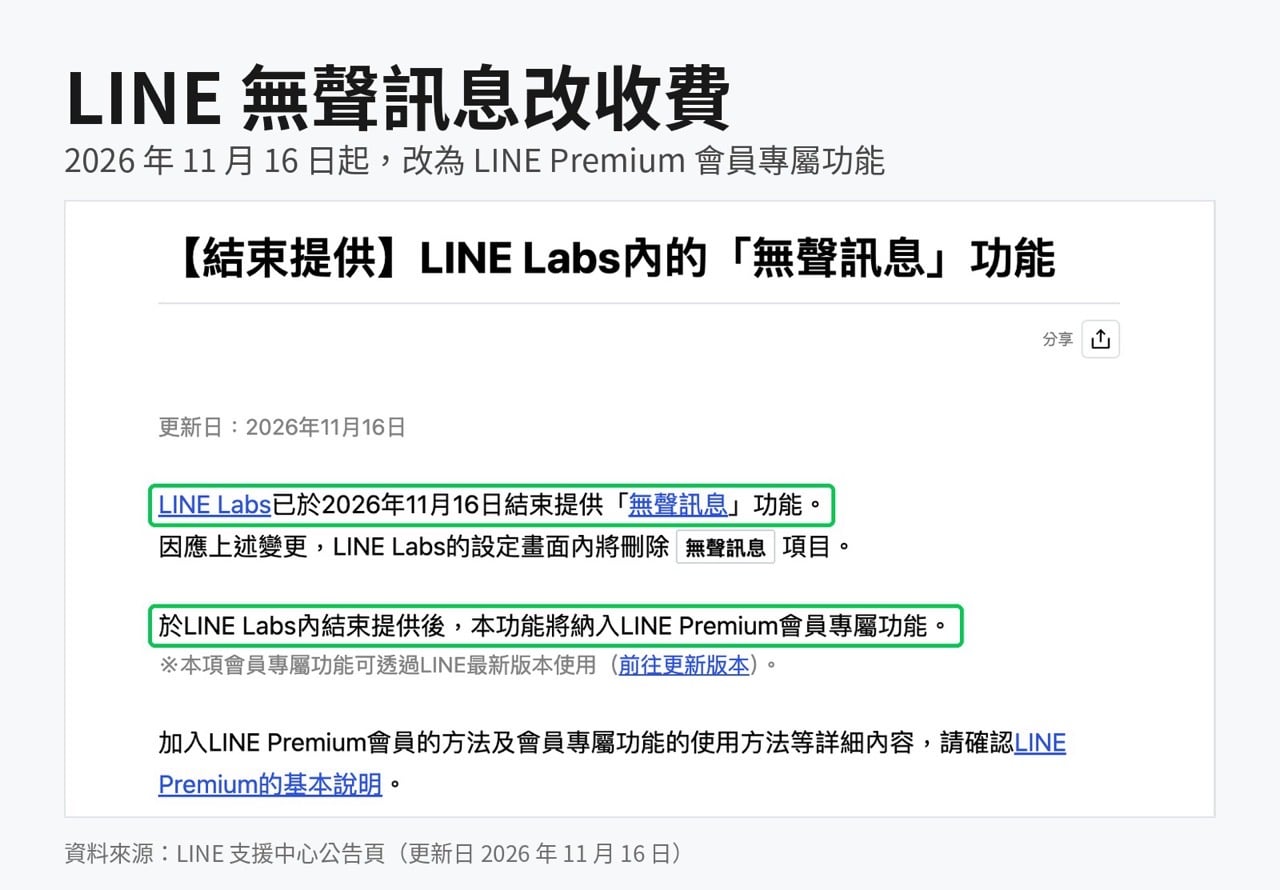 LINE 無聲訊息改收費
2026 年 11 月 16 日起，改為 LINE Premium 會員專屬功能
【結束提供】LINE Labs內的「無聲訊息」功能
分享
更新日：2026年11月16日
LINE Labs已於2026年11月16日結束提供「無聲訊息」功能。
因應上述變更，LINE Labs的設定畫面內將刪除 無聲訊息 項目。
於LINE Labs內結束提供後，本功能將納入LINE Premium會員專屬功能。
※本項會員專屬功能可透過LINE最新版本使用（前往更新版本）。
加入LINE Premium會員的方法及會員專屬功能的使用方法等詳細內容，請確認LINE
Premium的基本說明。
資料來源：LINE 支援中心公告頁（更新日 2026 年 11 月 16 日）